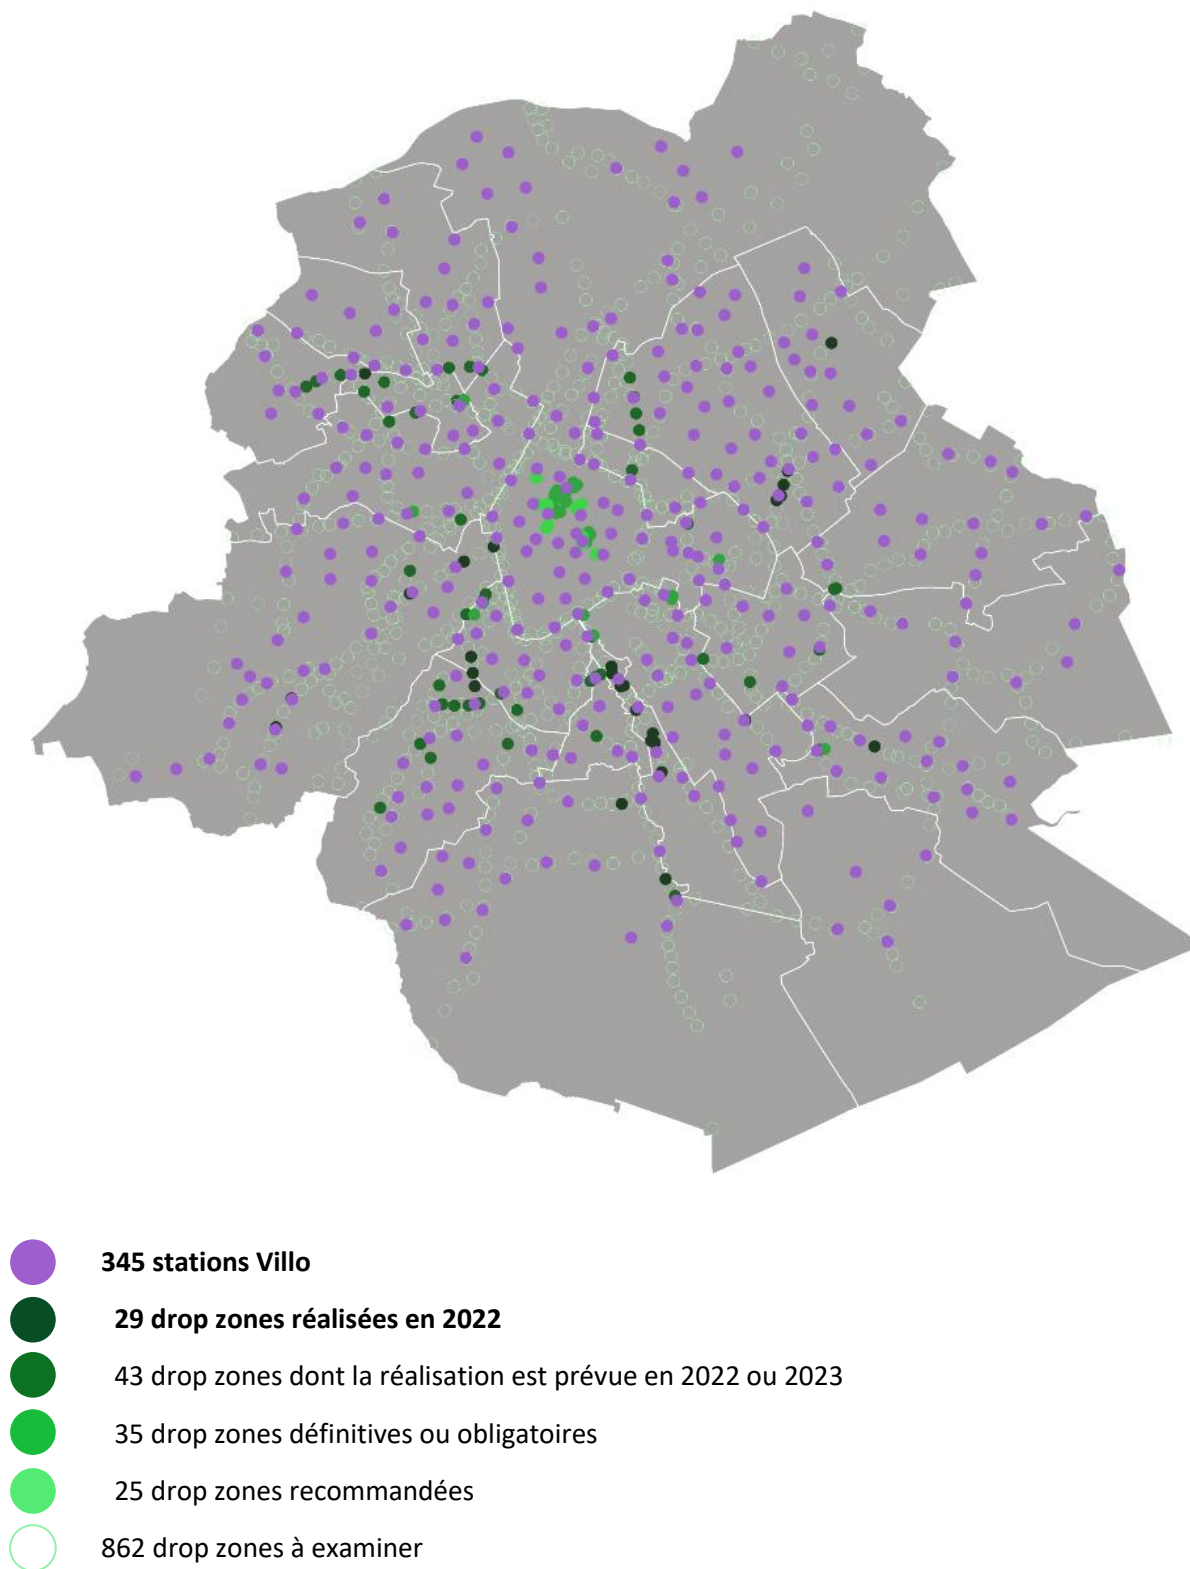 345 stations Villo
29 drop zones réalisées en 2022
43 drop zones dont la réalisation est prévue en 2022 ou 2023
35 drop zones définitives ou obligatoires
25 drop zones recommandées
862 drop zones à examiner